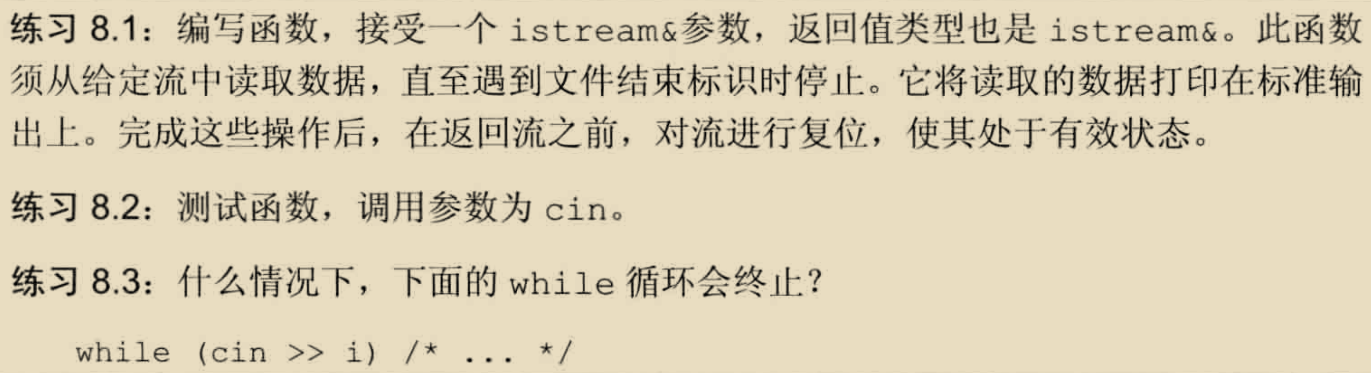 练习 8.1：编写函数，接受一个 istream&参数，返回值类型也是 istream&。此函数
须从给定流中读取数据，直至遇到文件结束标识时停止。它将读取的数据打印在标准输
出上。完成这些操作后，在返回流之前，对流进行复位，使其处于有效状态。
练习 8.2：测试函数，调用参数为 cin。
练习 8.3：什么情况下，下面的 while 循环会终止？
while (cin >> i) /* ... */